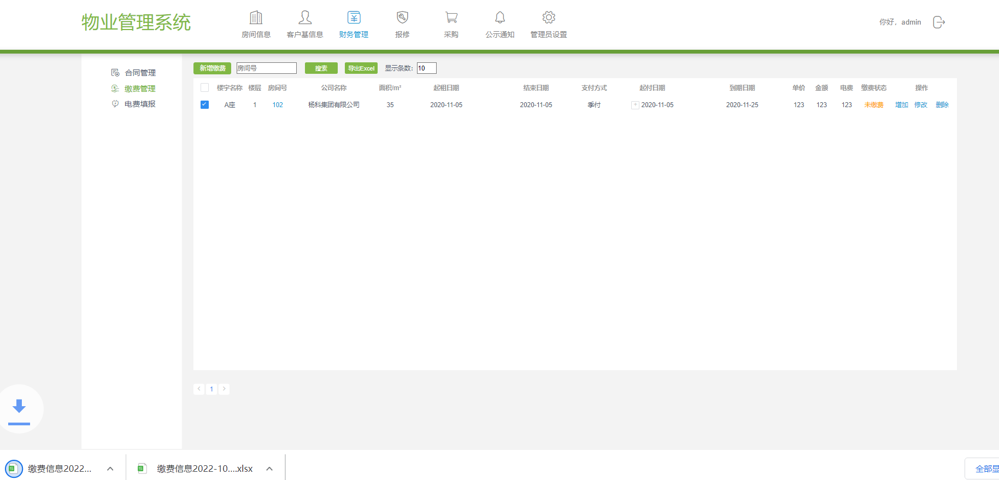 物业管理系统
房间信息 客户基信息 财务管理 报修 采购 公示通知 管理员设置
你好，admin
合同管理
缴费管理
电费填报
新增缴费 房间号 搜索 导出Excel 显示条数： 10
楼宇名称 楼层 房间号 公司名称 面积/m² 起租日期 结束日期 支付方式 起付日期 到期日期 单价 金额 电费 缴费状态 操作
A座 1 102 杨科集团有限公司 35 2020-11-05 2020-11-05 季付 + 2020-11-05 2020-11-25 123 123 123 未缴费 增加 修改 删除
< 1 >
缴费信息2022... 缴费信息2022-10....xlsx 全部显